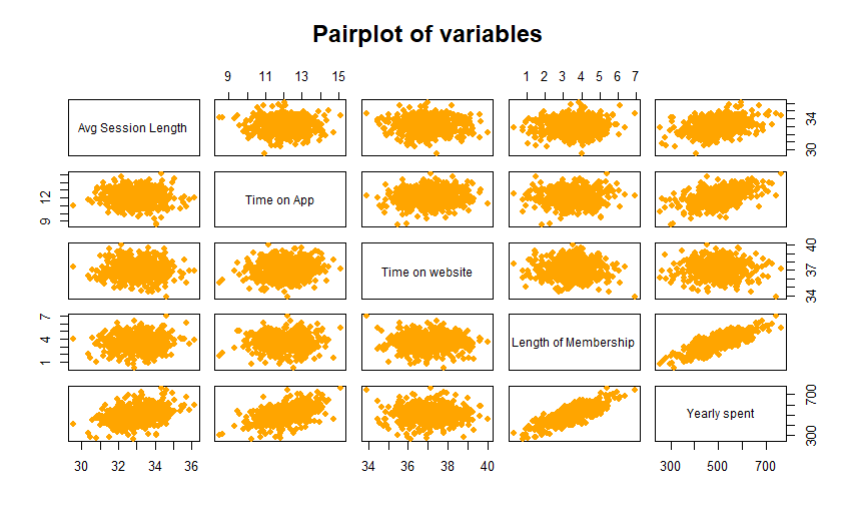 Pairplot of variables
9 11 13 15
1 2 3 4 5 6 7
Avg Session Length
30 34
9 12
Time on App
Time on website
34 37 40
1 4 7
Length of Membership
Yearly spent
300 700
30 32 34 36
34 36 38 40
300 500 700